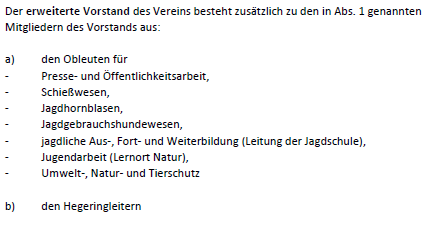 Der erweiterte Vorstand des Vereins besteht zusätzlich zu den in Abs. 1 genannten
Mitgliedern des Vorstands aus:
a) den Obleuten für
- Presse- und Öffentlichkeitsarbeit,
- Schießwesen,
- Jagdhornblasen,
- Jagdgebrauchshundewesen,
- jagdliche Aus-, Fort- und Weiterbildung (Leitung der Jagdschule),
- Jugendarbeit (Lernort Natur),
- Umwelt-, Natur- und Tierschutz
b) den Hegeringleitern